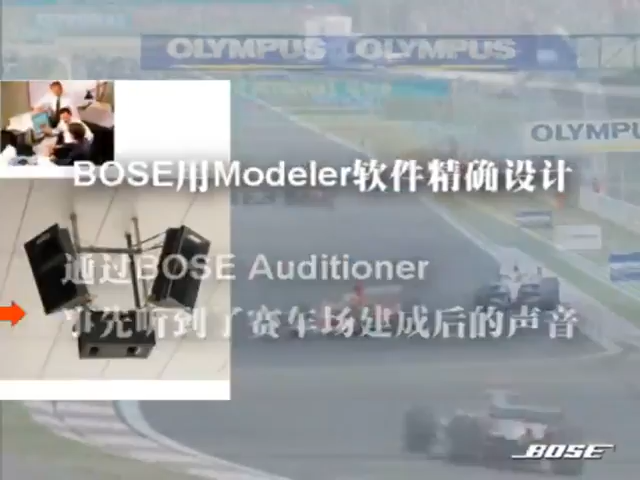 OLYMPUS OLYMPUS
OLYMPU
BOSE用Modeler软件精确设计
通过BOSE Auditioner
事先听到了赛车场建成后的声音
BOSE